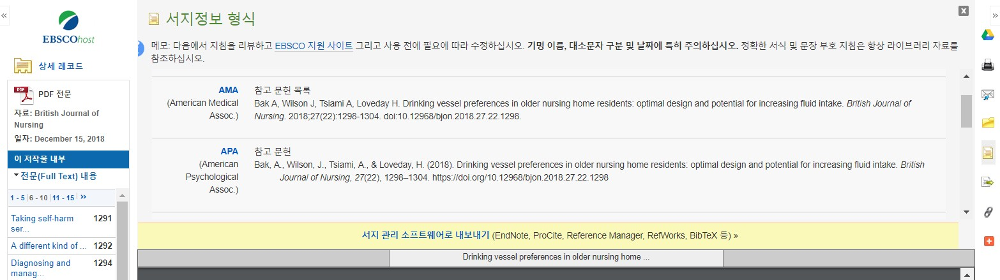 «
EBSCOhost
상세 레코드
PDF
PDF 전문
자료: British Journal of
Nursing
일자: December 15, 2018
이 저작물 내부
전문(Full Text) 내용
1 - 5 | 6 - 10 | 11 - 15 | »
Taking self-harm 1291
ser...
A different kind of ... 1292
Diagnosing and 1294
manag...
서지정보 형식
x
메모: 다음에서 지침을 리뷰하고 EBSCO 지원 사이트 그리고 사용 전에 필요에 따라 수정하십시오. 기명 이름, 대소문자 구분 및 날짜에 특히 주의하십시오. 정확한 서식 및 문장 부호 지침은 항상 라이브러리 자료를
참조하십시오.
AMA
(American Medical
Assoc.)
참고 문헌 목록
Bak A, Wilson J, Tsiami A, Loveday H. Drinking vessel preferences in older nursing home residents: optimal design and potential for increasing fluid intake. British Journal of
Nursing. 2018;27(22):1298-1304. doi:10.12968/bjon.2018.27.22.1298.
APA
(American
Psychological
Assoc.)
참고 문헌
Bak, A., Wilson, J., Tsiami, A., & Loveday, H. (2018). Drinking vessel preferences in older nursing home residents: optimal design and potential for increasing fluid intake. British
Journal of Nursing, 27(22), 1298–1304. https://doi.org/10.12968/bjon.2018.27.22.1298
서지 관리 소프트웨어로 내보내기 (EndNote, ProCite, Reference Manager, RefWorks, BibTeX 등) »
Drinking vessel preferences in older nursing home ...
»